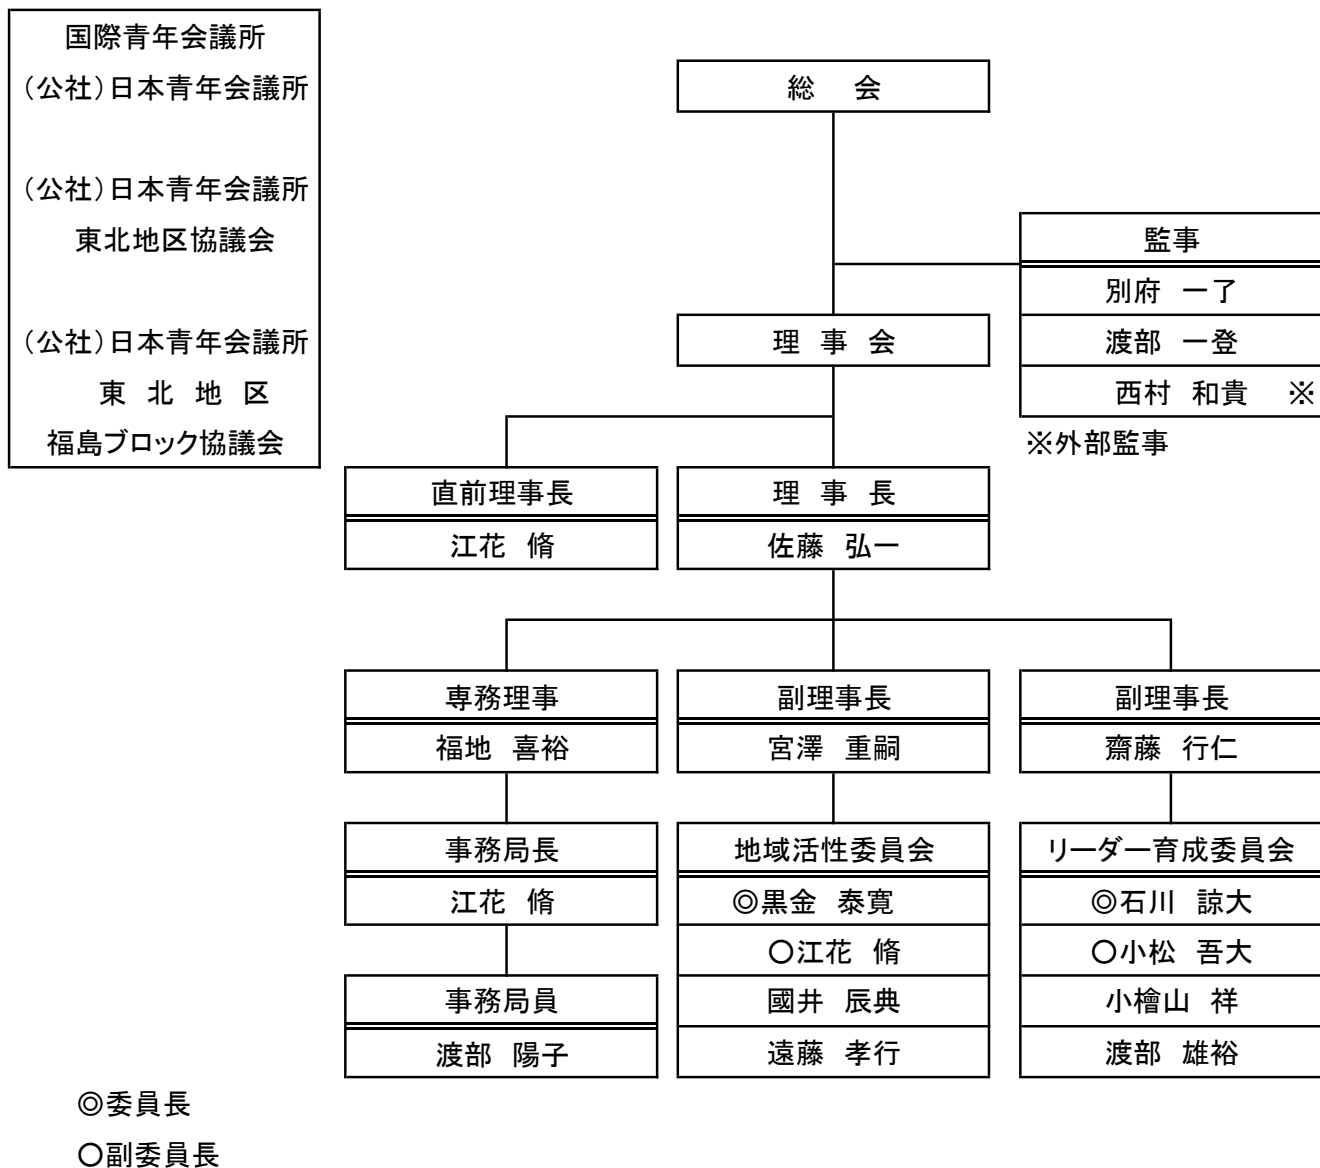 国際青年会議所
（公社）日本青年会議所
（公社）日本青年会議所
東北地区協議会
（公社）日本青年会議所
東 北 地 区
福島ブロック協議会
総 会
監事
別府 一了
渡部 一登
西村 和貴 ※
※外部監事
理 事 会
直前理事長
江花 脩
理 事 長
佐藤 弘一
専務理事
福地 喜裕
副理事長
宮澤 重嗣
副理事長
齋藤 行仁
事務局長
江花 脩
事務局員
渡部 陽子
地域活性委員会
◎黒金 泰寛
○江花 脩
國井 辰典
遠藤 孝行
リーダー育成委員会
◎石川 諒大
○小松 吾大
小檜山 祥
渡部 雄裕
◎委員長
○副委員長